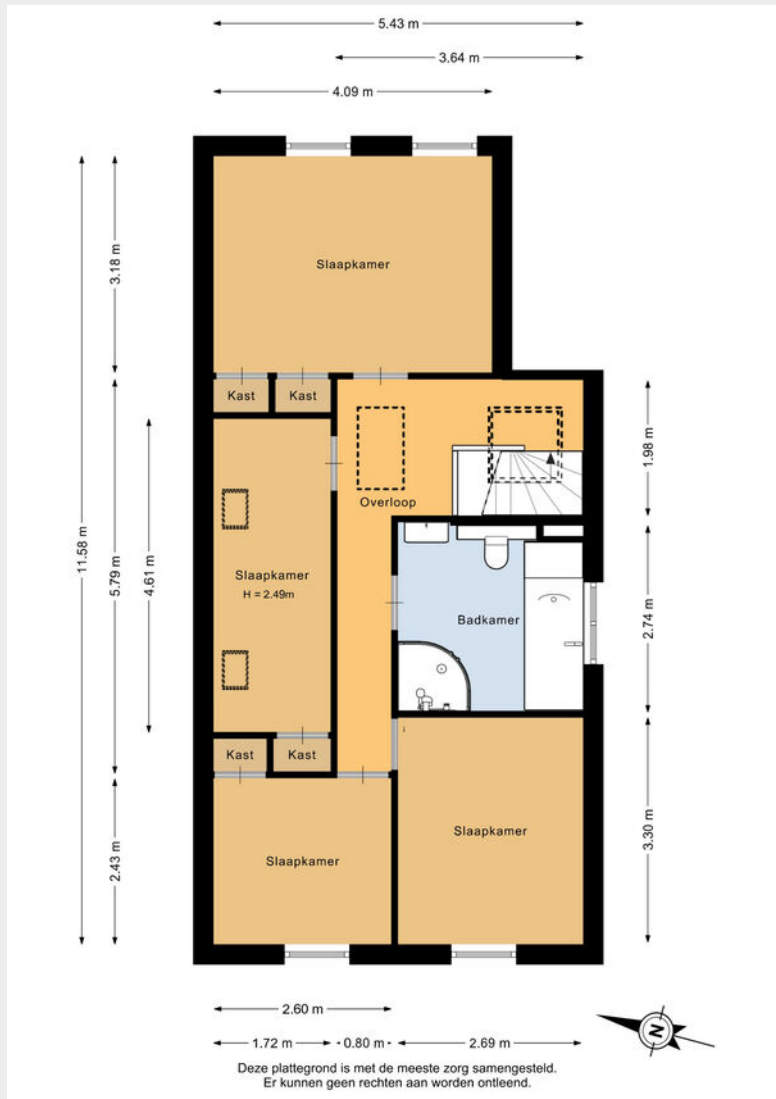 5.43 m
3.64 m
4.09 m
3.18 m
Slaapkamer
Kast
Kast
1.98 m
Overloop
11.58 m
5.79 m
4.61 m
Slaapkamer
H = 2.49m
Badkamer
2.74 m
Kast
Kast
Slaapkamer
3.30 m
2.43 m
Slaapkamer
2.60 m
1.72 m
0.80 m
2.69 m
N
Deze plattegrond is met de meeste zorg samengesteld.
Er kunnen geen rechten aan worden ontleend.